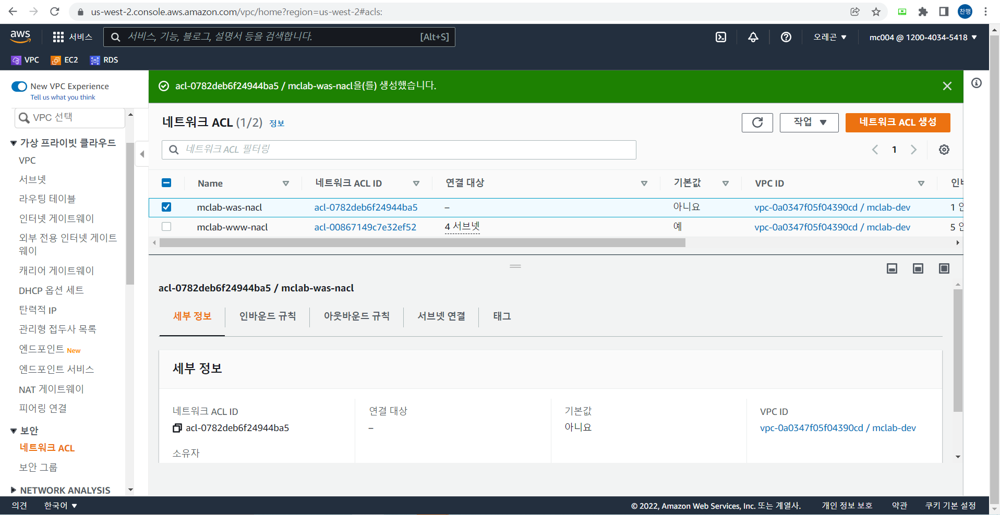 us-west-2.console.aws.amazon.com/vpc/home?region=us-west-2#acls:
찬행
aws
서비스
서비스, 기능, 블로그, 설명서 등을 검색합니다.
[Alt+S]
오레곤 ▼
mc004 @ 1200-4034-5418 ▼
VPC
EC2
RDS
New VPC Experience
Tell us what you think
VPC 선택
가상 프라이빗 클라우드
VPC
서브넷
라우팅 테이블
인터넷 게이트웨이
외부 전용 인터넷 게이트
웨이
캐리어 게이트웨이
DHCP 옵션 세트
탄력적 IP
관리형 접두사 목록
엔드포인트 New
엔드포인트 서비스
NAT 게이트웨이
피어링 연결
보안
네트워크 ACL
보안 그룹
NETWORK ANALYSIS
acl-0782deb6f24944ba5 / mclab-was-nacl을(를) 생성했습니다.
네트워크 ACL (1/2) 정보
작업 ▼
네트워크 ACL 생성
네트워크 ACL 필터링
1
Name 네트워크 ACL ID 연결 대상 기본값 VPC ID
mclab-was-nacl acl-0782deb6f24944ba5 – 아니요 vpc-0a0347f05f04390cd / mclab-dev 1
mclab-www-nacl acl-00867149c7e32ef52 4 서브넷 예 vpc-0a0347f05f04390cd / mclab-dev 5
acl-0782deb6f24944ba5 / mclab-was-nacl
세부 정보 인바운드 규칙 아웃바운드 규칙 서브넷 연결 태그
세부 정보
네트워크 ACL ID
acl-0782deb6f24944ba5
연결 대상
–
기본값
아니요
VPC ID
vpc-0a0347f05f04390cd / mclab-dev
소유자
의견
한국어 ▼
© 2022, Amazon Web Services, Inc. 또는 계열사.
개인 정보 보호
약관
쿠키 기본 설정